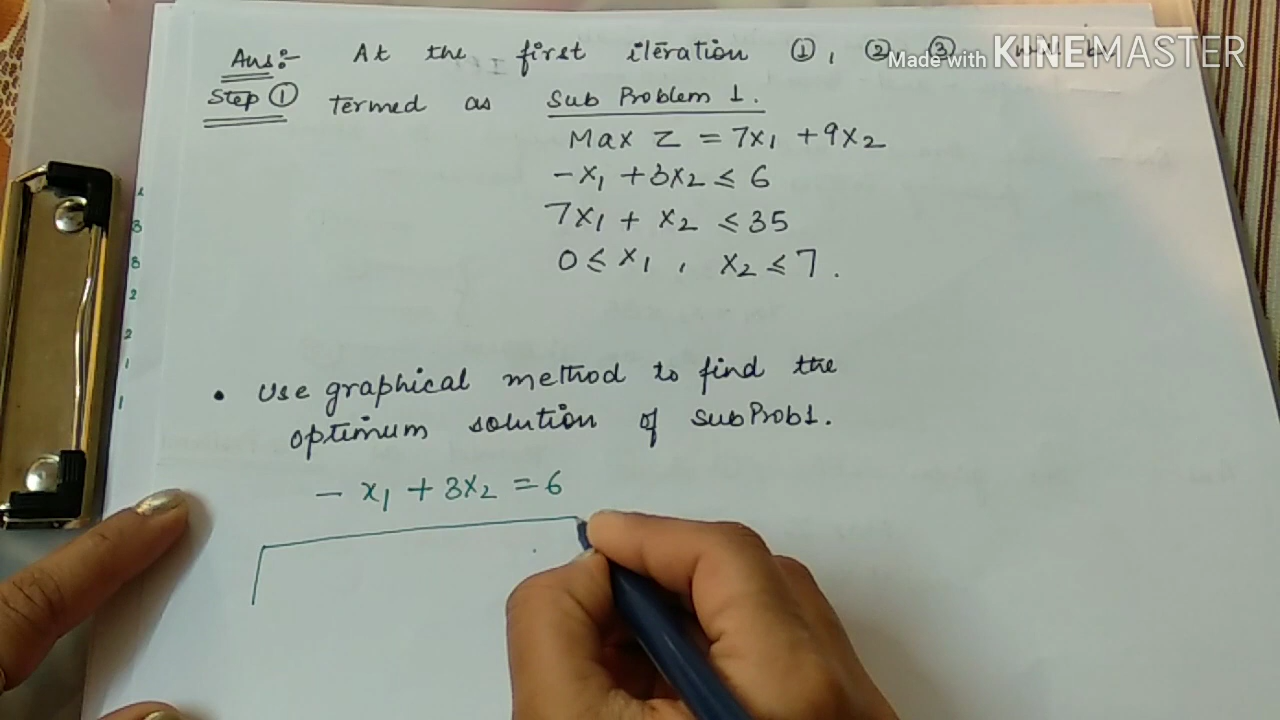 Ans:- At the first iteration ①, ② ③
Made with KINEMASTER
Step ① termed as Sub Problem 1.
Max Z = 7x₁ + 9x₂
-x₁ + 3x₂ ≤ 6
7x₁ + x₂ ≤ 35
0 ≤ x₁, x₂ ≤ 7.
• Use graphical method to find the
optimum solution of SubProb1.
- x₁ + 3x₂ = 6